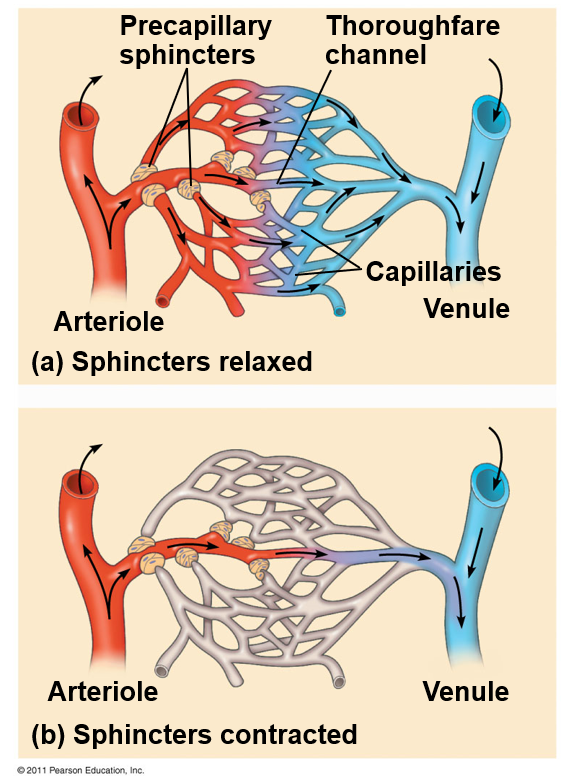 Precapillary
sphincters
Thoroughfare
channel
Capillaries
Arteriole
Venule
(a) Sphincters relaxed
Arteriole
Venule
(b) Sphincters contracted
© 2011 Pearson Education, Inc.